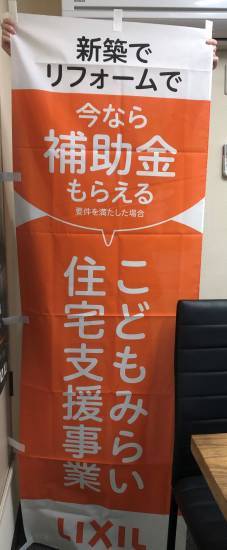 新築で
リフォームで
今なら
補助金
もらえる
要件を満たした場合
こどもみらい
住宅支援事業
LIXIL